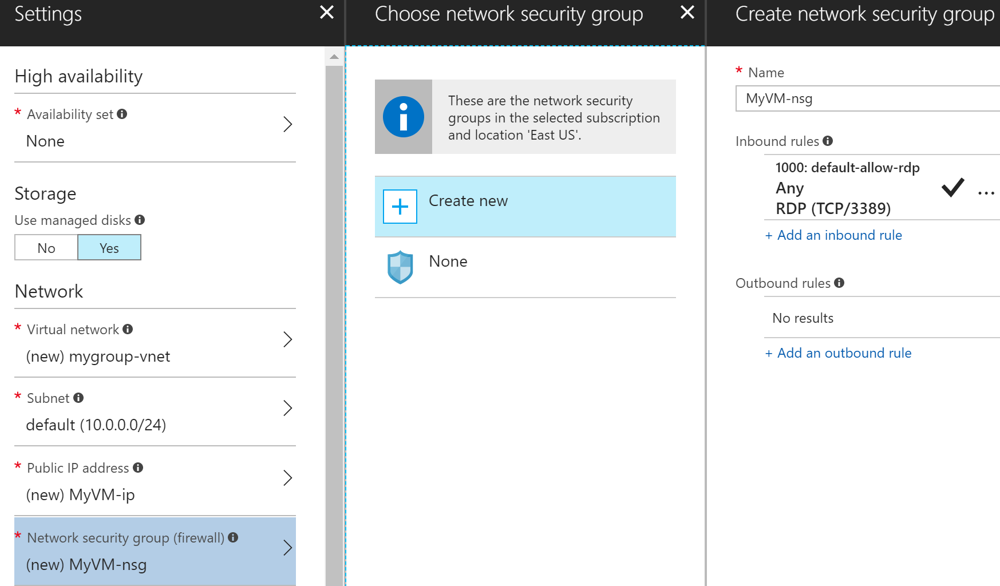 Settings
High availability
* Availability set
None
Storage
Use managed disks
No
Yes
Network
* Virtual network
(new) mygroup-vnet
* Subnet
default (10.0.0.0/24)
* Public IP address
(new) MyVM-ip
* Network security group (firewall)
(new) MyVM-nsg
Choose network security group
These are the network security
groups in the selected subscription
and location 'East US'.
Create new
None
Create network security group
* Name
MyVM-nsg
Inbound rules
1000: default-allow-rdp
Any
RDP (TCP/3389)
...
+ Add an inbound rule
Outbound rules
No results
+ Add an outbound rule